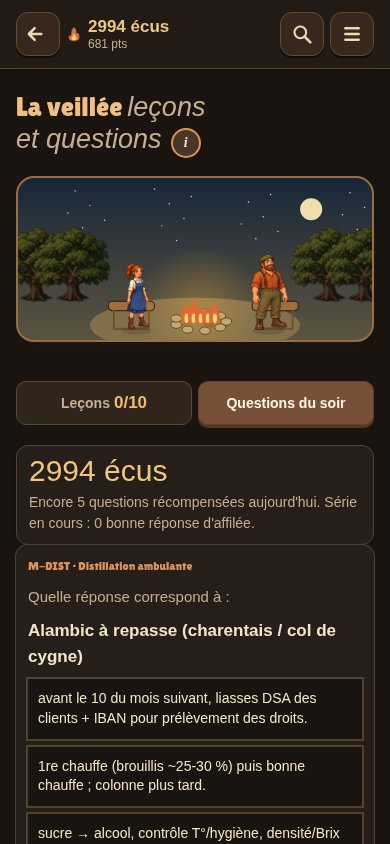 2994 écus
681 pts
La veillée leçons
et questions i
Leçons 0/10
Questions du soir
2994 écus
Encore 5 questions récompensées aujourd'hui. Série
en cours : 0 bonne réponse d'affilée.
M-DIST · Distillation ambulante
Quelle réponse correspond à :
Alambic à repasse (charentais / col de
cygne)
avant le 10 du mois suivant, liasses DSA des
clients + IBAN pour prélèvement des droits.
1re chauffe (brouillis ~25-30 %) puis bonne
chauffe ; colonne plus tard.
sucre → alcool, contrôle T°/hygiène, densité/Brix